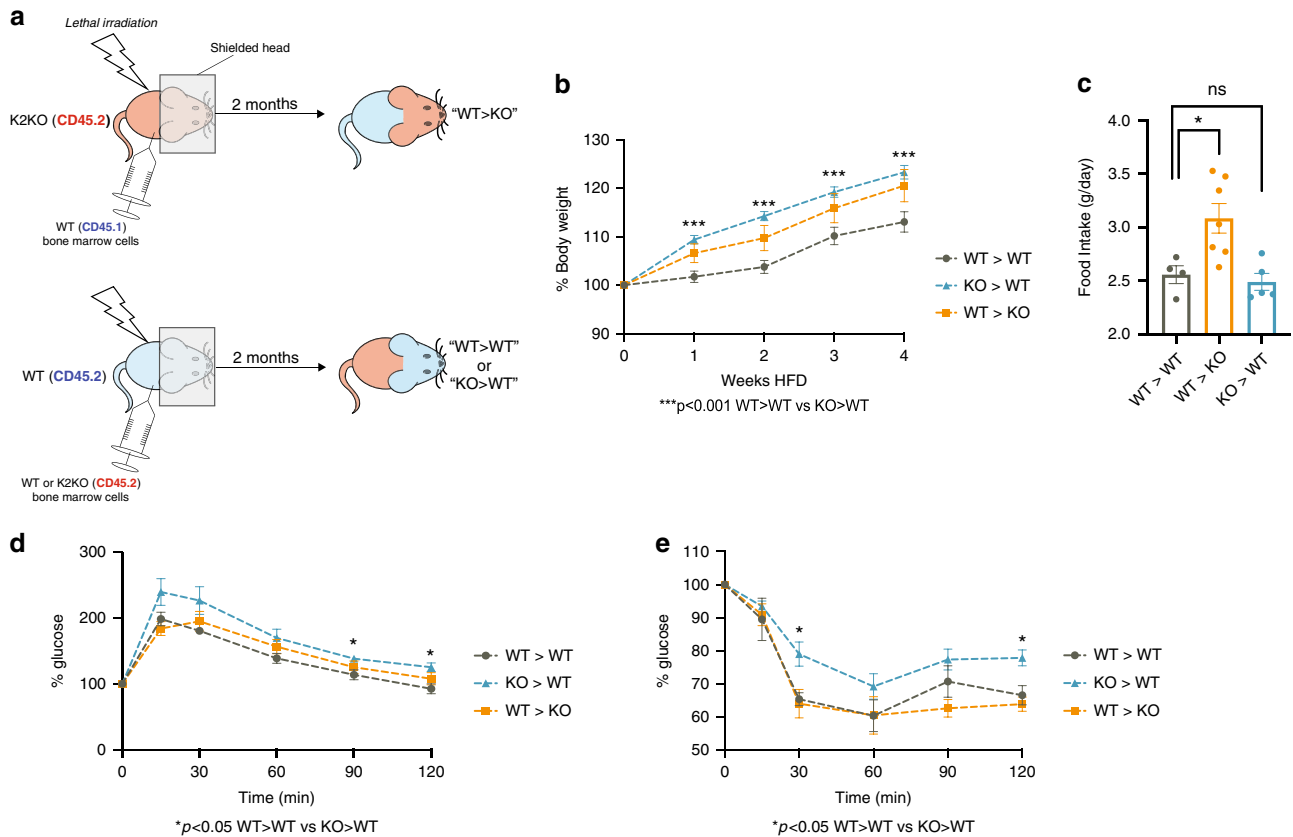 a
Lethal irradiation
Shielded head
K2KO (CD45.2)
2 months
“WT>KO”
WT (CD45.1)
bone marrow cells
WT (CD45.2)
2 months
“WT>WT”
or
“KO>WT”
WT or K2KO (CD45.2)
bone marrow cells
b
% Body weight
130
120
110
100
90
***
***
***
***
0 1 2 3 4
Weeks HFD
***p<0.001 WT>WT vs KO>WT
WT > WT
KO > WT
WT > KO
c
ns
*
Food Intake (g/day)
4.0
3.5
3.0
2.5
2.0
WT > WT
WT > KO
KO > WT
d
% glucose
300
200
100
0
*
*
0 30 60 90 120
Time (min)
*p<0.05 WT>WT vs KO>WT
WT > WT
KO > WT
WT > KO
e
% glucose
110
100
90
80
70
60
50
*
*
0 30 60 90 120
Time (min)
*p<0.05 WT>WT vs KO>WT
WT > WT
KO > WT
WT > KO